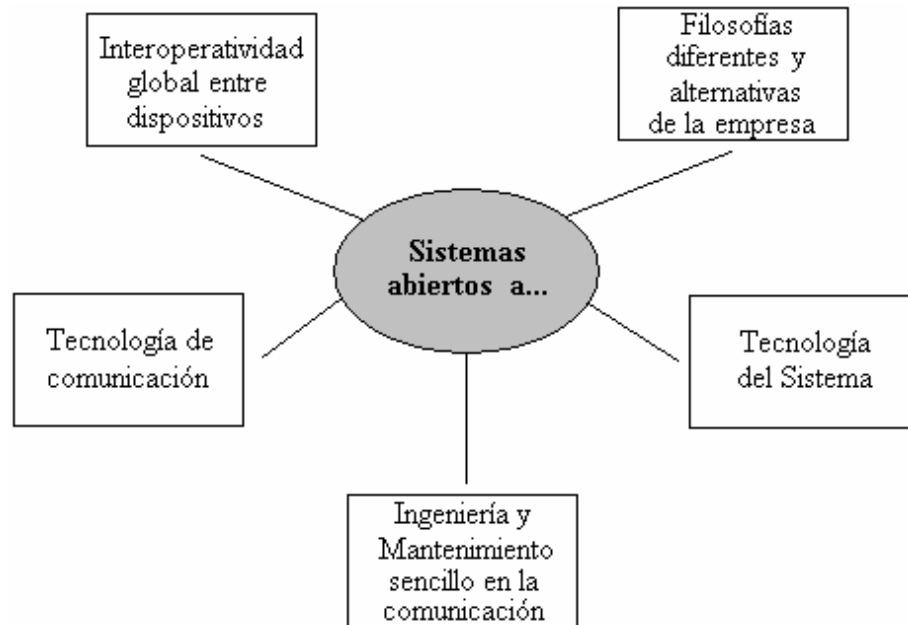 Interoperatividad
global entre
dispositivos
Filosofías
diferentes y
alternativas
de la empresa
Sistemas
abiertos a...
Tecnología de
comunicación
Tecnología
del Sistema
Ingeniería y
Mantenimiento
sencillo en la
comunicación